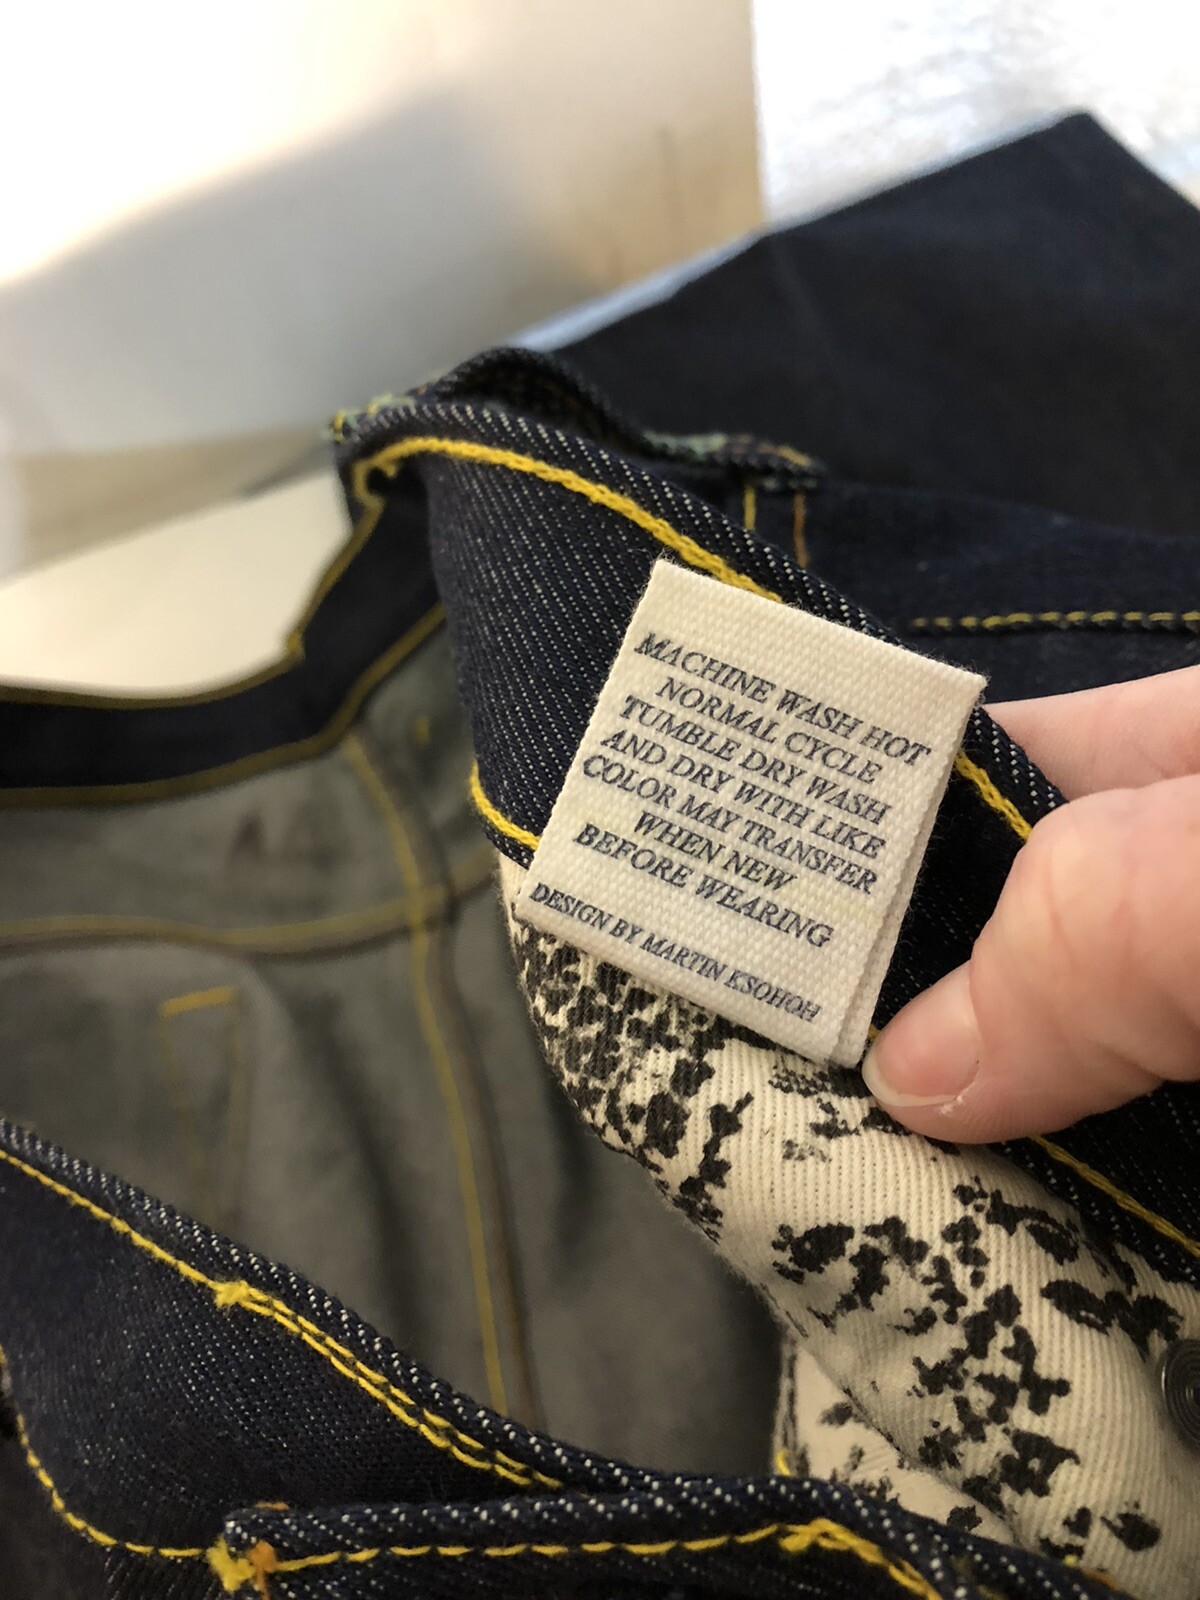 MACHINE WASH HOT
NORMAL CYCLE
TUMBLE DRY WASH
AND DRY WITH LIKE
COLOR MAY TRANSFER
WHEN NEW
BEFORE WEARING
DESIGN BY MARTIN KSOHOH